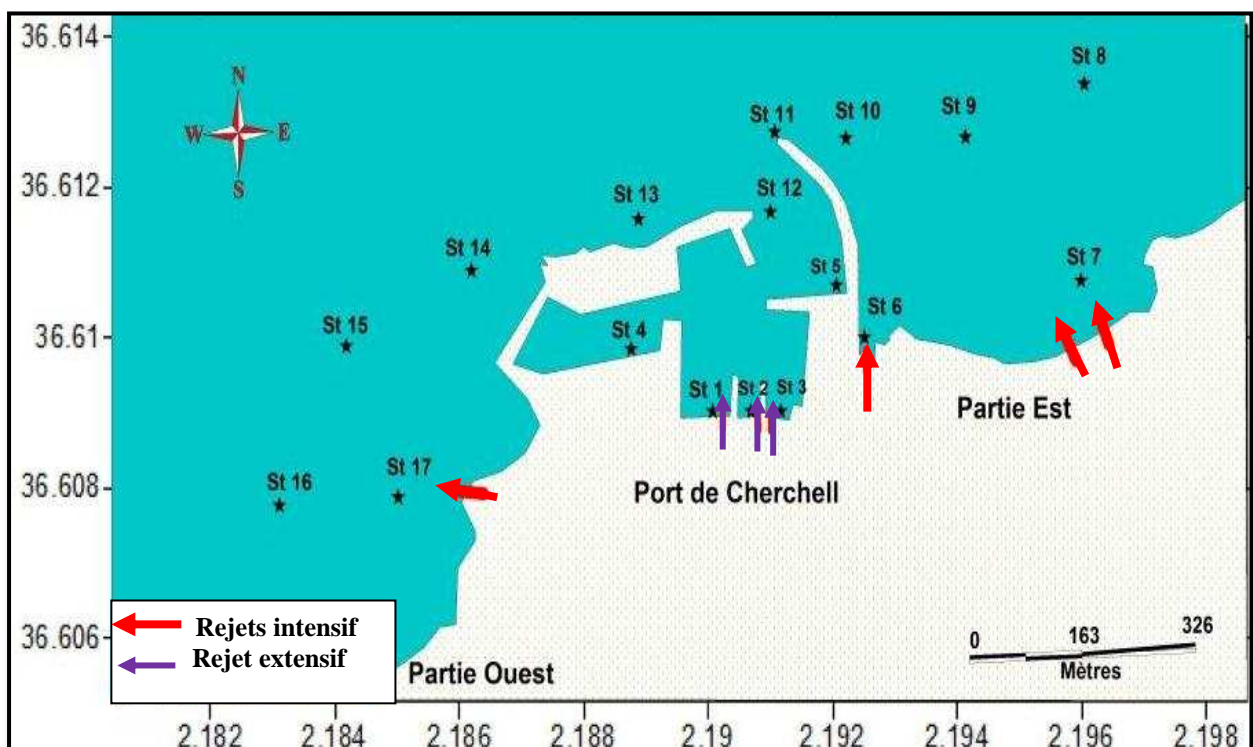 36.614
36.612
36.61
36.608
36.606
N
W E
S
St 8
St 11
St 10
St 9
St 13
St 12
St 14
St 5
St 7
St 15
St 4
St 6
St 1
St 2
St 3
Partie Est
St 16
St 17
Port de Cherchell
Rejets intensif
Rejet extensif
Partie Ouest
0 163 326
Mètres
2.182 2.184 2.186 2.188 2.19 2.192 2.194 2.196 2.198